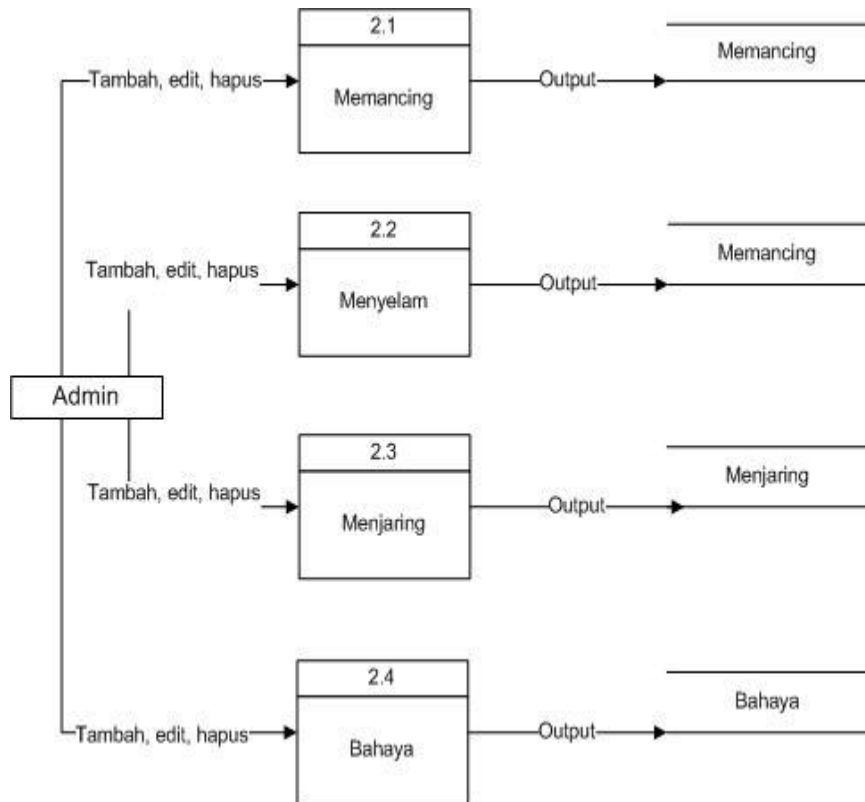 2.1
Memancing
Tambah, edit, hapus
Memancing
Output
2.2
Memancing
Tambah, edit, hapus
Menyelam
Output
Admin
2.3
Menjaring
Tambah, edit, hapus
Menjaring
Output
2.4
Bahaya
Tambah, edit, hapus
Bahaya
Output